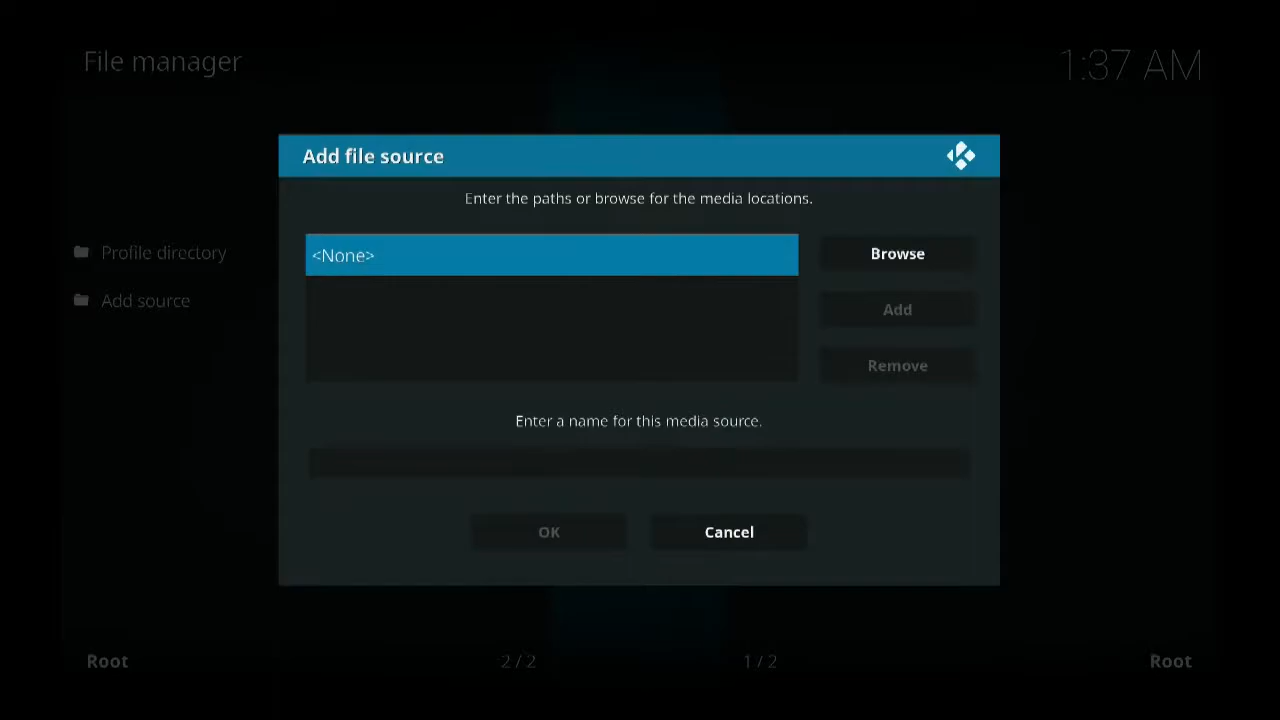 File manager
1:37 AM
Add file source
Enter the paths or browse for the media locations.
<None>
Browse
Profile directory
Add source
Add
Remove
Enter a name for this media source.
OK
Cancel
Root
2 / 2
1 / 2
Root